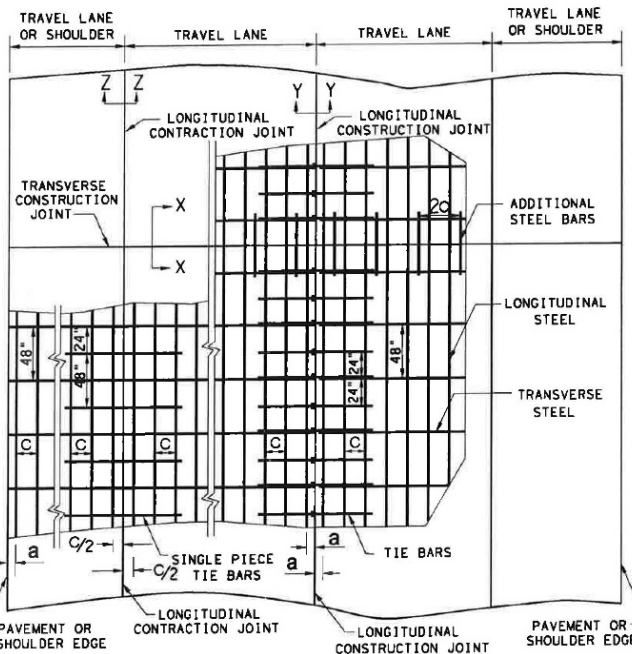 TRAVEL LANE
OR SHOULDER
TRAVEL LANE
TRAVEL LANE
TRAVEL LANE
OR SHOULDER
Z Z
Y Y
LONGITUDINAL
CONTRACTION JOINT
LONGITUDINAL
CONSTRUCTION JOINT
TRANSVERSE
CONSTRUCTION
JOINT
X
X
2c
ADDITIONAL
STEEL BARS
LONGITUDINAL
STEEL
48"
24"
48"
24"
24"
48"
TRANSVERSE
STEEL
C
C
C
C
C
a
C/2
C/2
SINGLE PIECE
TIE BARS
a
a
TIE BARS
LONGITUDINAL
CONTRACTION JOINT
LONGITUDINAL
CONSTRUCTION JOINT
PAVEMENT OR
SHOULDER EDGE
PAVEMENT OR
SHOULDER EDGE